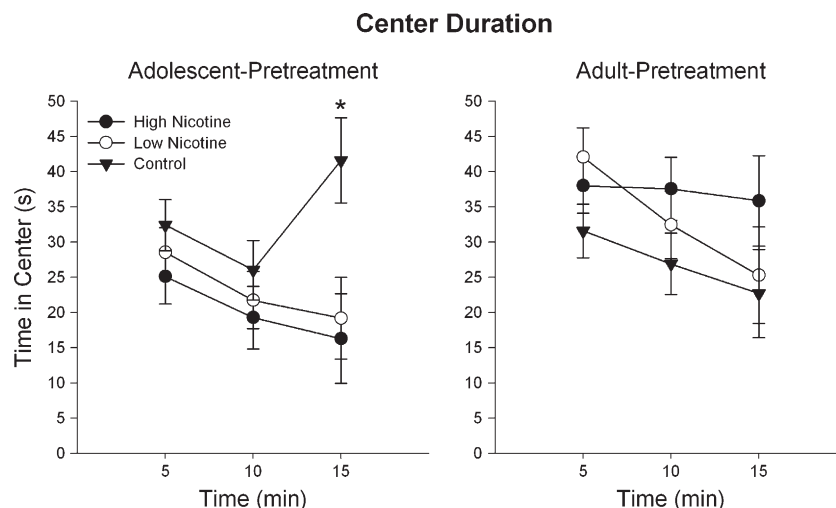 Center Duration
Adolescent-Pretreatment
Adult-Pretreatment
50
45
40
35
30
25
20
15
10
5
0
Time in Center (s)
High Nicotine
Low Nicotine
Control
*
5 10 15
Time (min)
50
45
40
35
30
25
20
15
10
5
0
5 10 15
Time (min)